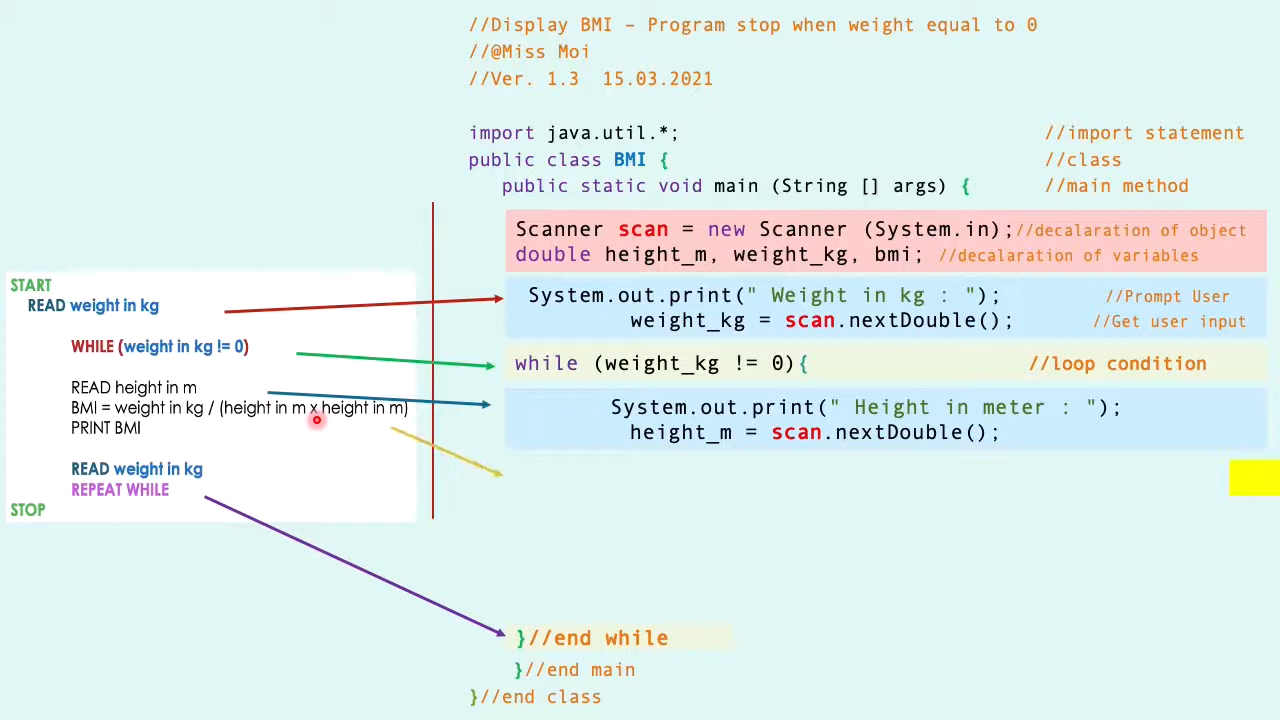 //Display BMI – Program stop when weight equal to 0
//@Miss Moi
//Ver. 1.3  15.03.2021
import java.util.*; //import statement
public class BMI { //class
public static void main (String [] args) { //main method
Scanner scan = new Scanner (System.in);//decalaration of object
double height_m, weight_kg, bmi; //decalaration of variables
System.out.print(" Weight in kg : "); //Prompt User
weight_kg = scan.nextDouble(); //Get user input
while (weight_kg != 0){ //loop condition
System.out.print(" Height in meter : ");
height_m = scan.nextDouble();
}//end while
}//end main
}//end class
START
READ weight in kg
WHILE (weight in kg != 0)
READ height in m
BMI = weight in kg / (height in m x height in m)
PRINT BMI
READ weight in kg
REPEAT WHILE
STOP